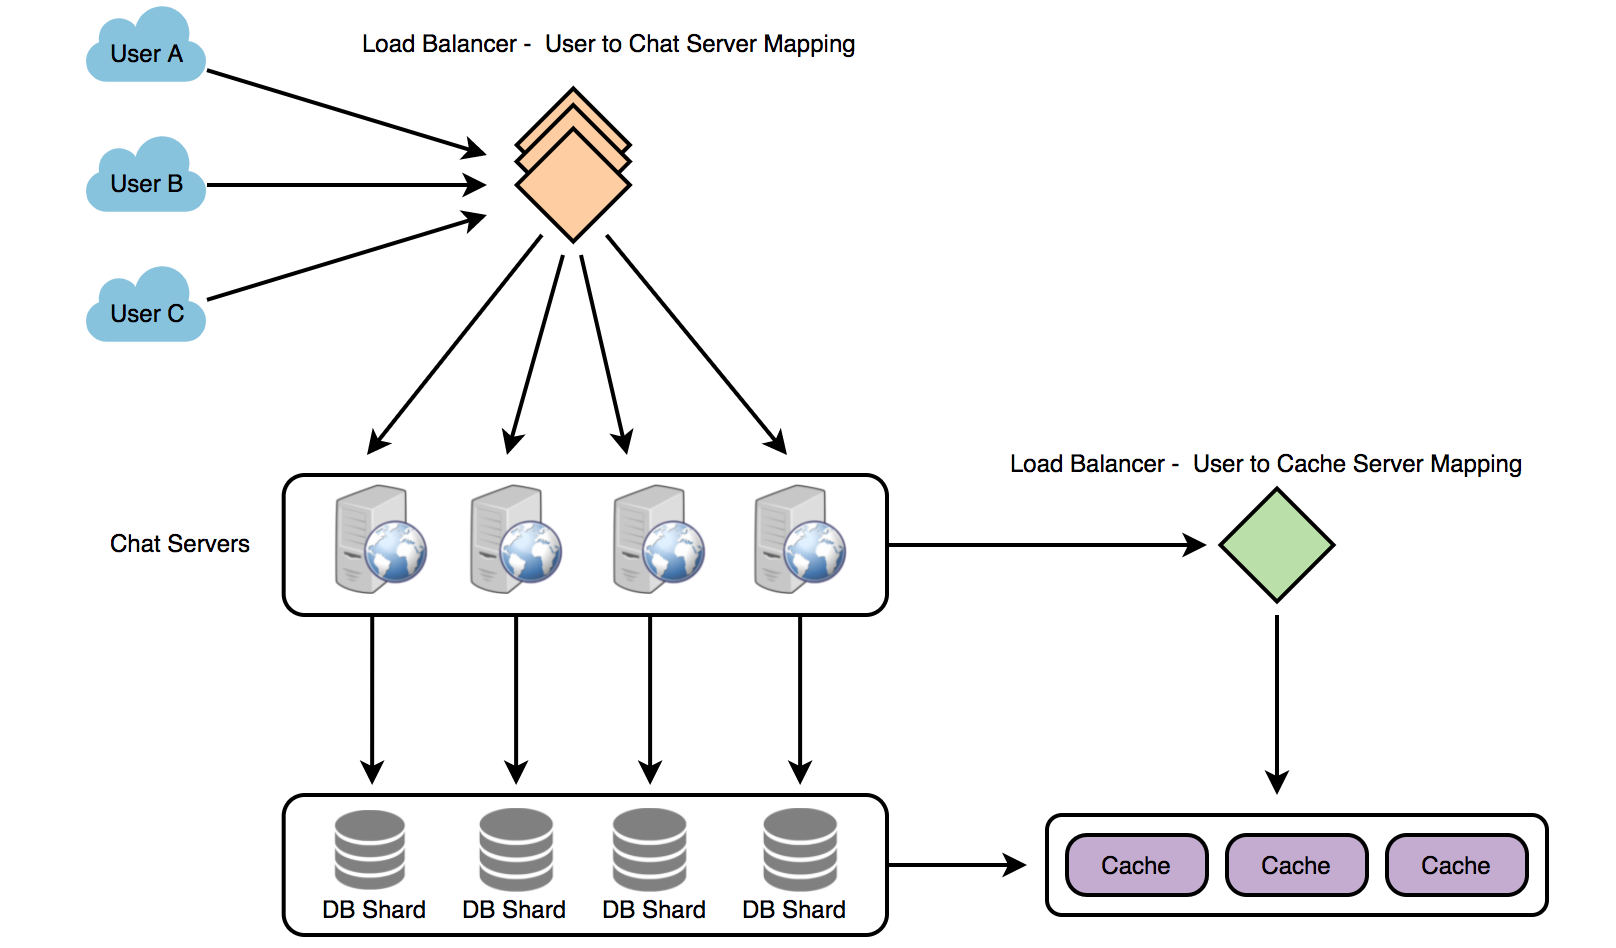 User A
Load Balancer -  User to Chat Server Mapping
User B
User C
Load Balancer -  User to Cache Server Mapping
Chat Servers
Cache
Cache
Cache
DB Shard
DB Shard
DB Shard
DB Shard